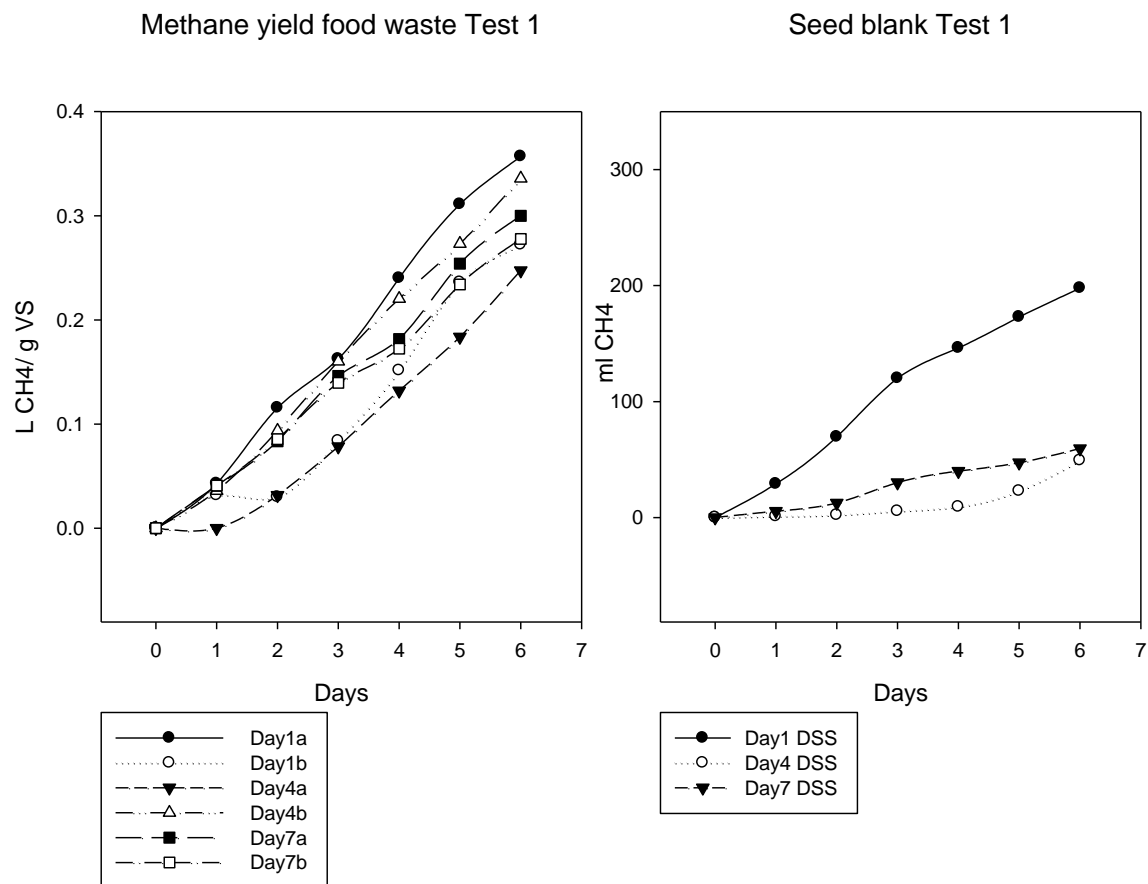 Methane yield food waste Test 1
Seed blank Test 1
L CH4/ g VS
0.4
0.3
0.2
0.1
0.0
0 1 2 3 4 5 6 7
Days
Day1a
Day1b
Day4a
Day4b
Day7a
Day7b
ml CH4
300
200
100
0
0 1 2 3 4 5 6 7
Days
Day1 DSS
Day4 DSS
Day7 DSS